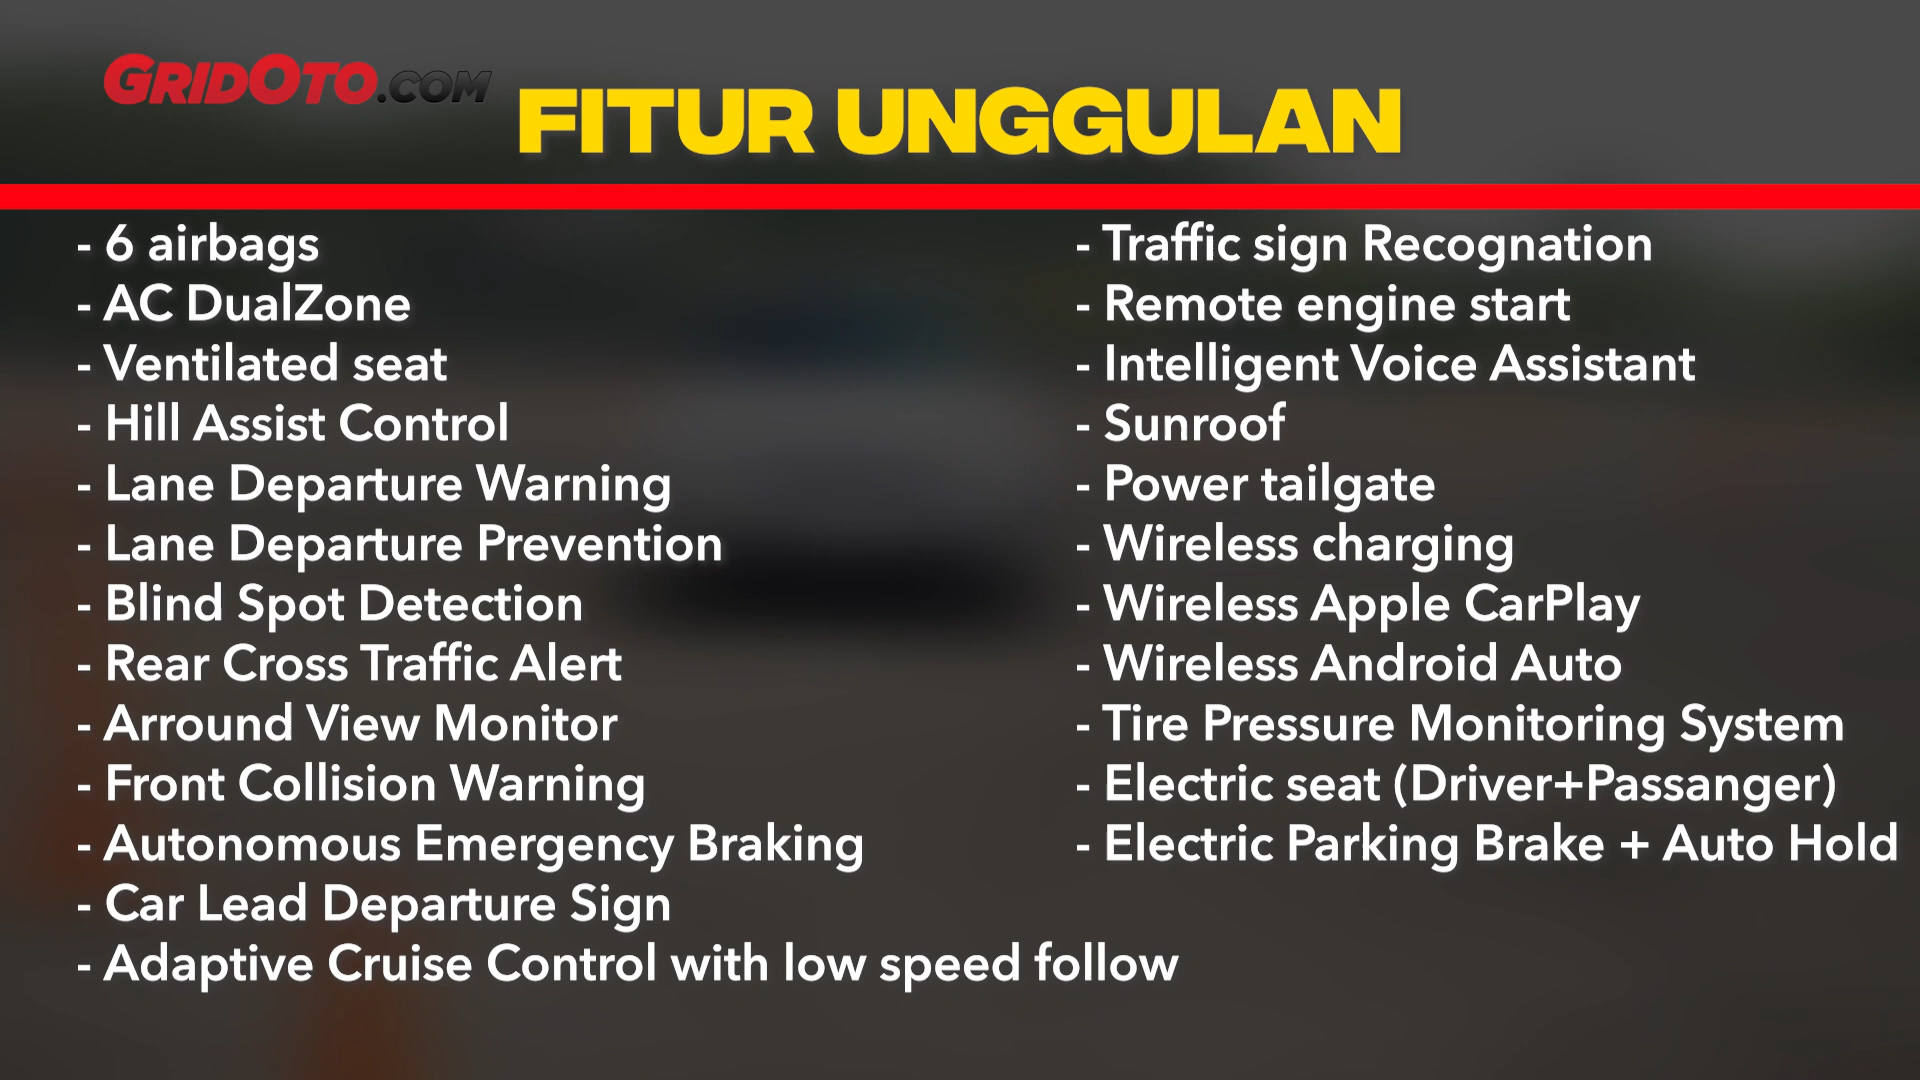 GRIDOTO.COM
FITUR UNGGULAN
- 6 airbags
- AC DualZone
- Ventilated seat
- Hill Assist Control
- Lane Departure Warning
- Lane Departure Prevention
- Blind Spot Detection
- Rear Cross Traffic Alert
- Arround View Monitor
- Front Collision Warning
- Autonomous Emergency Braking
- Car Lead Departure Sign
- Adaptive Cruise Control with low speed follow
- Traffic sign Recognation
- Remote engine start
- Intelligent Voice Assistant
- Sunroof
- Power tailgate
- Wireless charging
- Wireless Apple CarPlay
- Wireless Android Auto
- Tire Pressure Monitoring System
- Electric seat (Driver+Passanger)
- Electric Parking Brake + Auto Hold